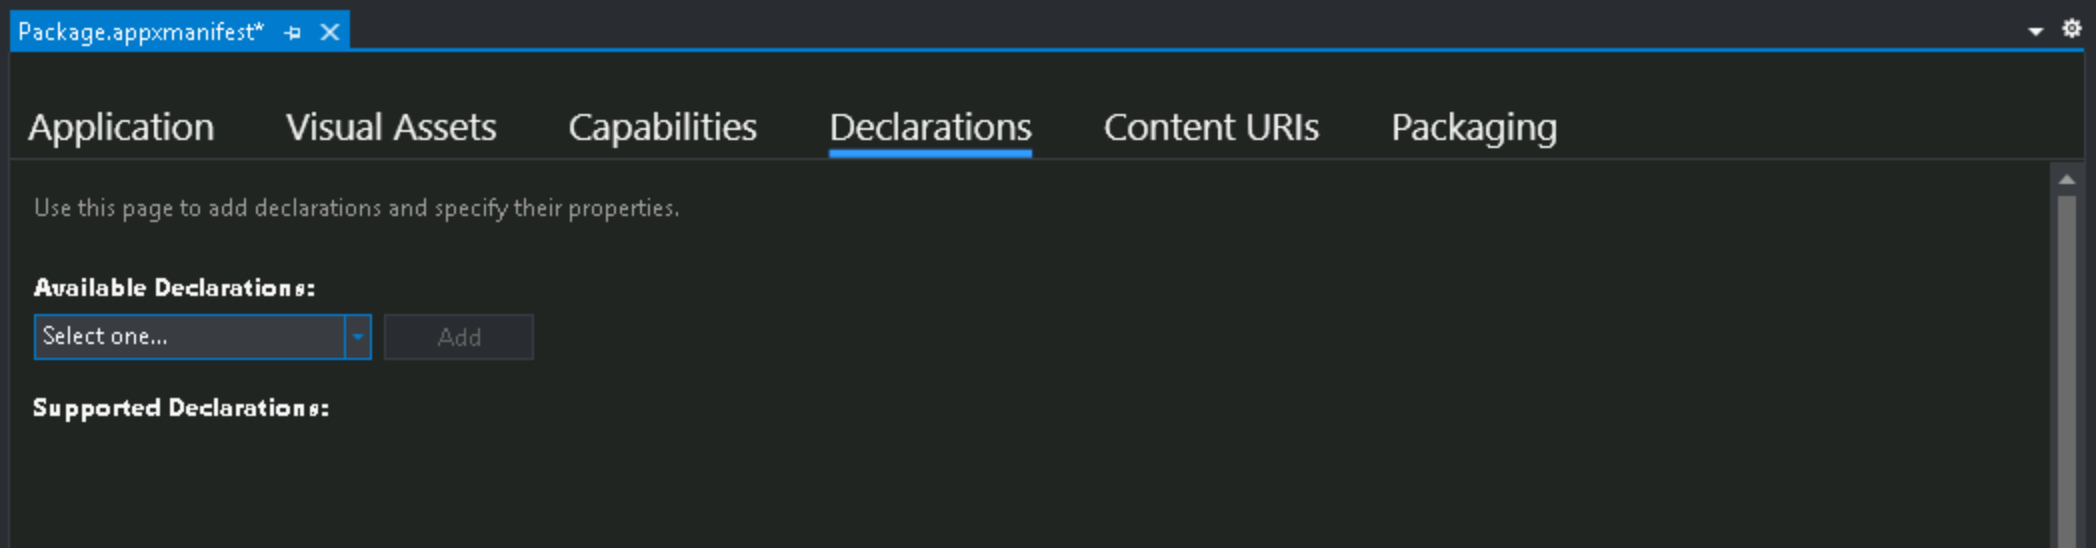 Package.appxmanifest*
Application Visual Assets Capabilities Declarations Content URIs Packaging
Use this page to add declarations and specify their properties.
Available Declarations:
Select one... Add
Supported Declarations: